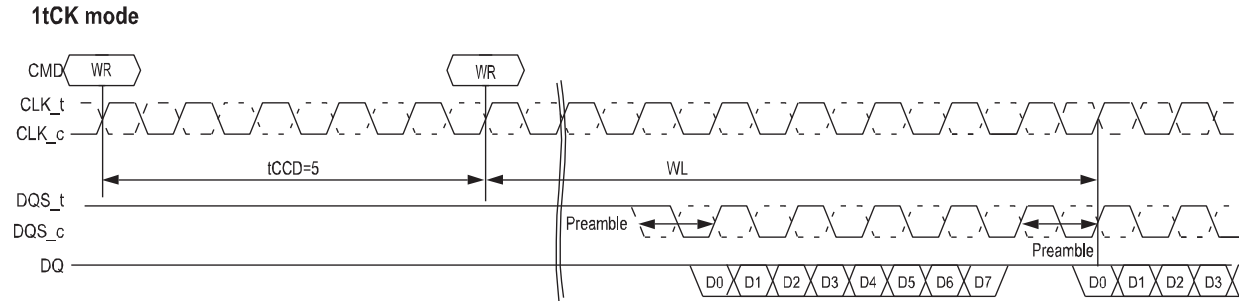 1tCK mode
CMD WR WR
CLK_t
CLK_c
tCCD=5 WL
DQS_t
Preamble
DQS_c
Preamble
DQ D0 D1 D2 D3 D4 D5 D6 D7 D0 D1 D2 D3